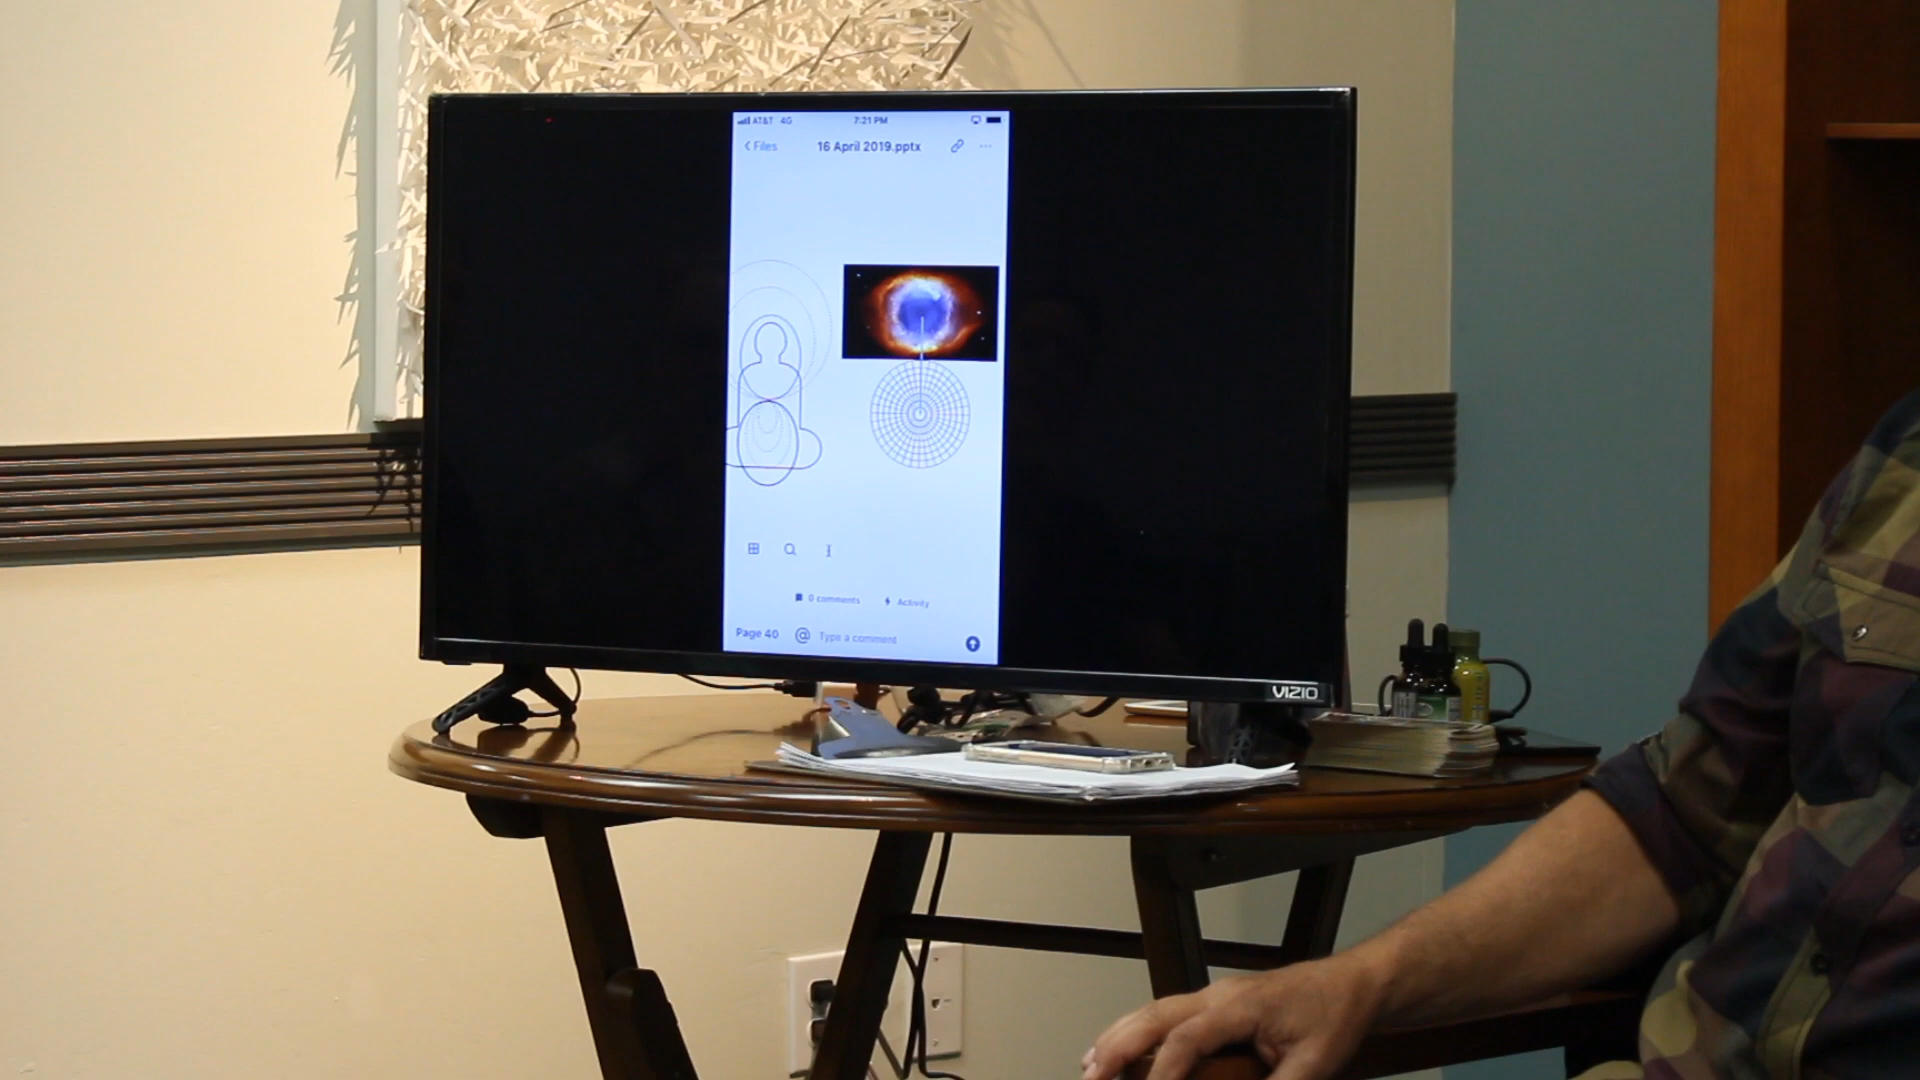 AT&T 4G 7:21 PM
Files 16 April 2019.pptx
0 comments Activity
Page 40 @ Type a comment
VIZIO